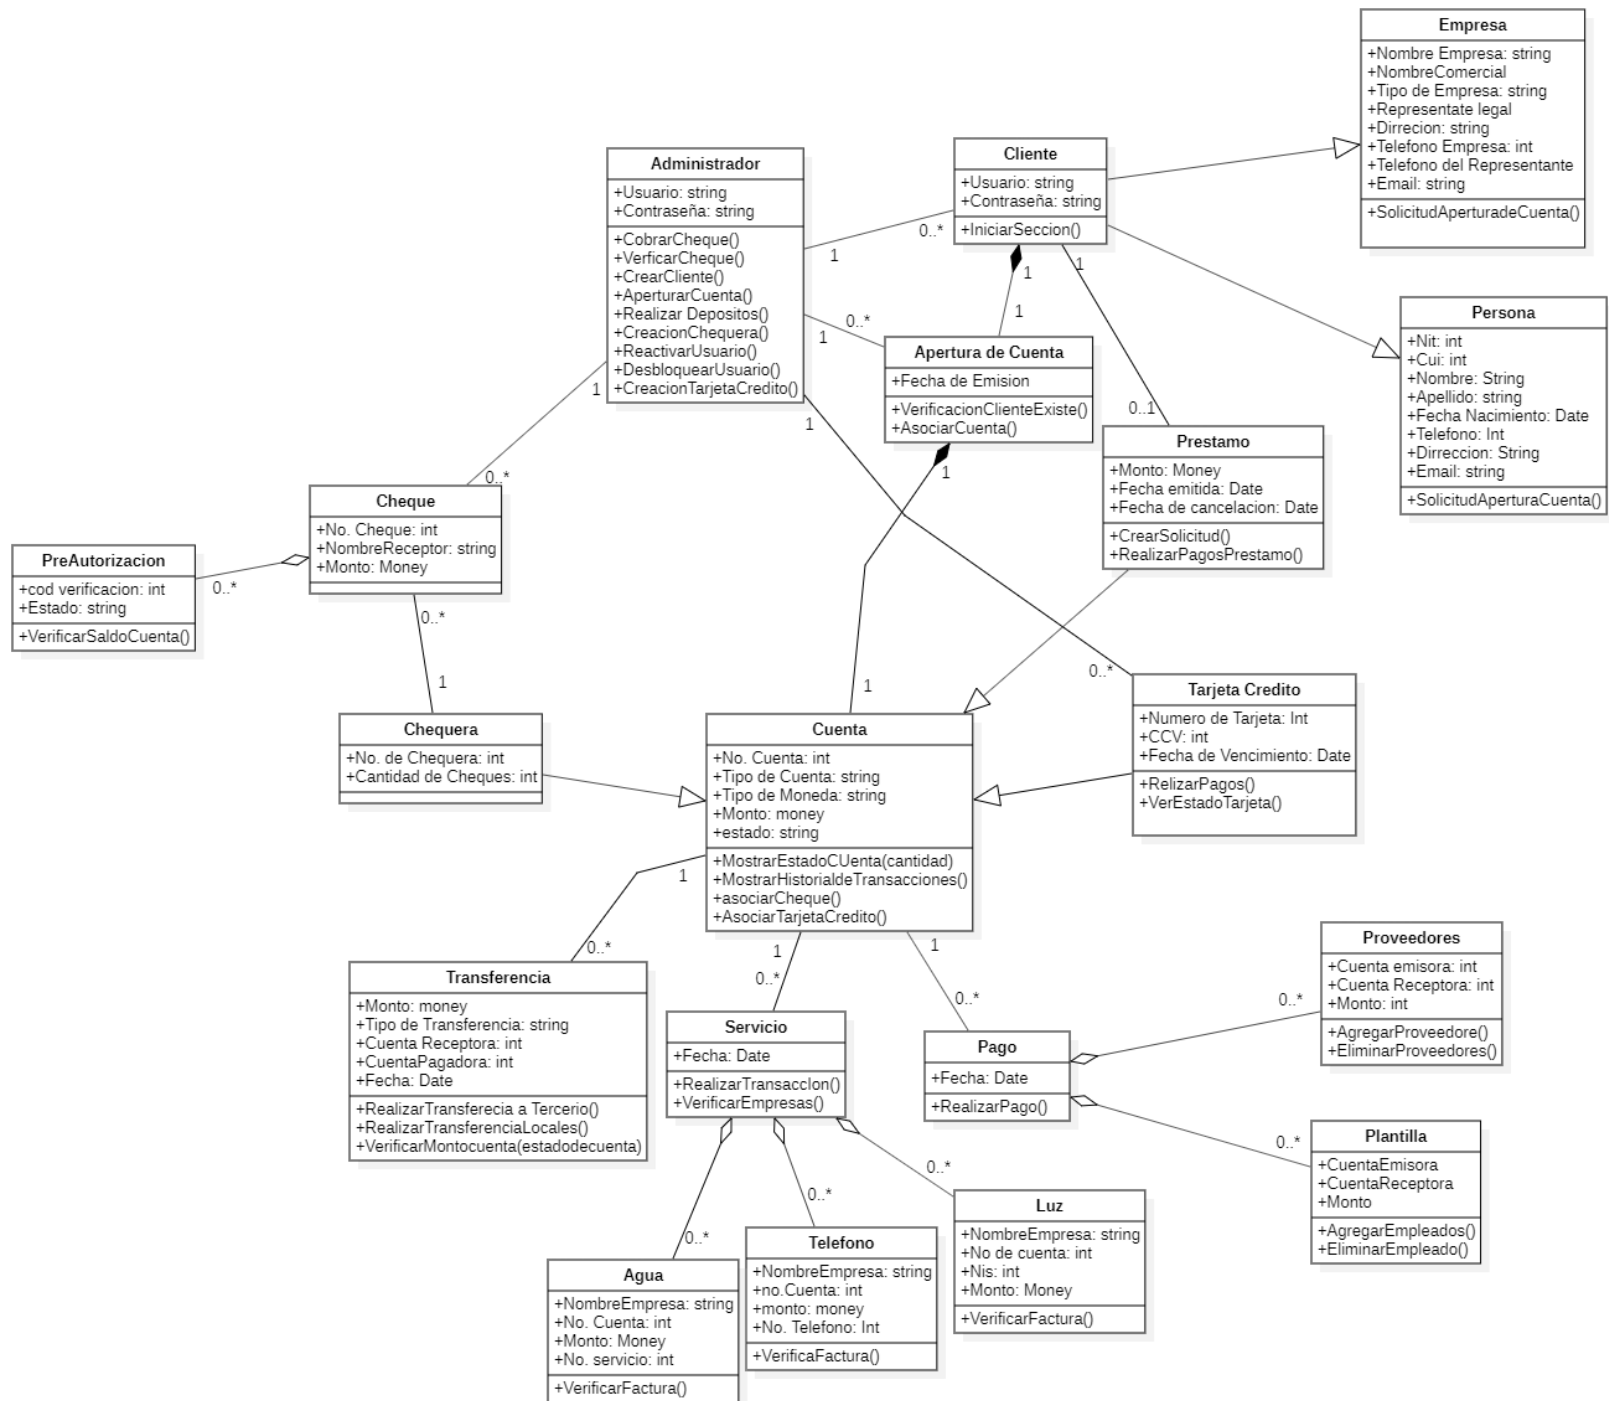 Empresa
+Nombre Empresa: string
+NombreComercial
+Tipo de Empresa: string
+Representate legal
+Dirrecion: string
+Telefono Empresa: int
+Telefono del Representante
+Email: string
+SolicitudAperturadeCuenta()
Cliente
+Usuario: string
+Contraseña: string
+IniciarSeccion()
Administrador
+Usuario: string
+Contraseña: string
+CobrarCheque()
+VerficarCheque()
+CrearCliente()
+AperturarCuenta()
+Realizar Depositos()
+CreacionChequera()
+ReactivarUsuario()
+DesbloquearUsuario()
+CreacionTarjetaCredito()
1
0..*
1
0..*
1
1
1
0..1
1
0..*
1
0..*
Persona
+Nit: int
+Cui: int
+Nombre: String
+Apellido: string
+Fecha Nacimiento: Date
+Telefono: Int
+Dirreccion: String
+Email: string
+SolicitudAperturaCuenta()
Apertura de Cuenta
+Fecha de Emision
+VerificacionClienteExiste()
+AsociarCuenta()
1
1
Prestamo
+Monto: Money
+Fecha emitida: Date
+Fecha de cancelacion: Date
+CrearSolicitud()
+RealizarPagosPrestamo()
Cheque
+No. Cheque: int
+NombreReceptor: string
+Monto: Money
PreAutorizacion
+cod verificacion: int
+Estado: string
+VerificarSaldoCuenta()
0..*
0..*
1
Chequera
+No. de Chequera: int
+Cantidad de Cheques: int
Cuenta
+No. Cuenta: int
+Tipo de Cuenta: string
+Tipo de Moneda: string
+Monto: money
+estado: string
+MostrarEstadoCUenta(cantidad)
+MostrarHistorialdeTransacciones()
+asociarCheque()
+AsociarTarjetaCredito()
Tarjeta Credito
+Numero de Tarjeta: Int
+CCV: int
+Fecha de Vencimiento: Date
+RelizarPagos()
+VerEstadoTarjeta()
1
0..*
1
0..*
1
0..*
Transferencia
+Monto: money
+Tipo de Transferencia: string
+Cuenta Receptora: int
+CuentaPagadora: int
+Fecha: Date
+RealizarTransferecia a Tercerio()
+RealizarTransferenciaLocales()
+VerificarMontocuenta(estadodecuenta)
Servicio
+Fecha: Date
+RealizarTransaccIon()
+VerificarEmpresas()
Pago
+Fecha: Date
+RealizarPago()
0..*
0..*
Proveedores
+Cuenta emisora: int
+Cuenta Receptora: int
+Monto: int
+AgregarProveedore()
+EliminarProveedores()
Plantilla
+CuentaEmisora
+CuentaReceptora
+Monto
+AgregarEmpleados()
+EliminarEmpleado()
0..*
0..*
0..*
Agua
+NombreEmpresa: string
+No. Cuenta: int
+Monto: Money
+No. servicio: int
+VerificarFactura()
Telefono
+NombreEmpresa: string
+no.Cuenta: int
+monto: money
+No. Telefono: Int
+VerificaFactura()
Luz
+NombreEmpresa: string
+No de cuenta: int
+Nis: int
+Monto: Money
+VerificarFactura()